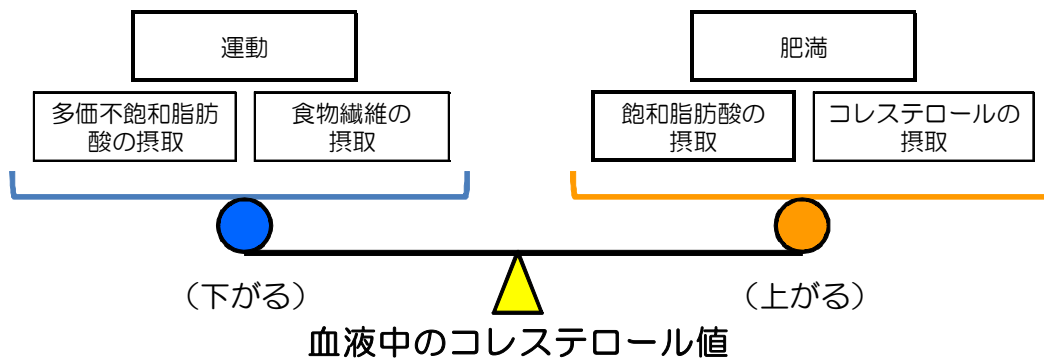 運動
肥満
多価不飽和脂肪
酸の摂取
食物繊維の
摂取
飽和脂肪酸の
摂取
コレステロールの
摂取
（下がる）
（上がる）
血液中のコレステロール値